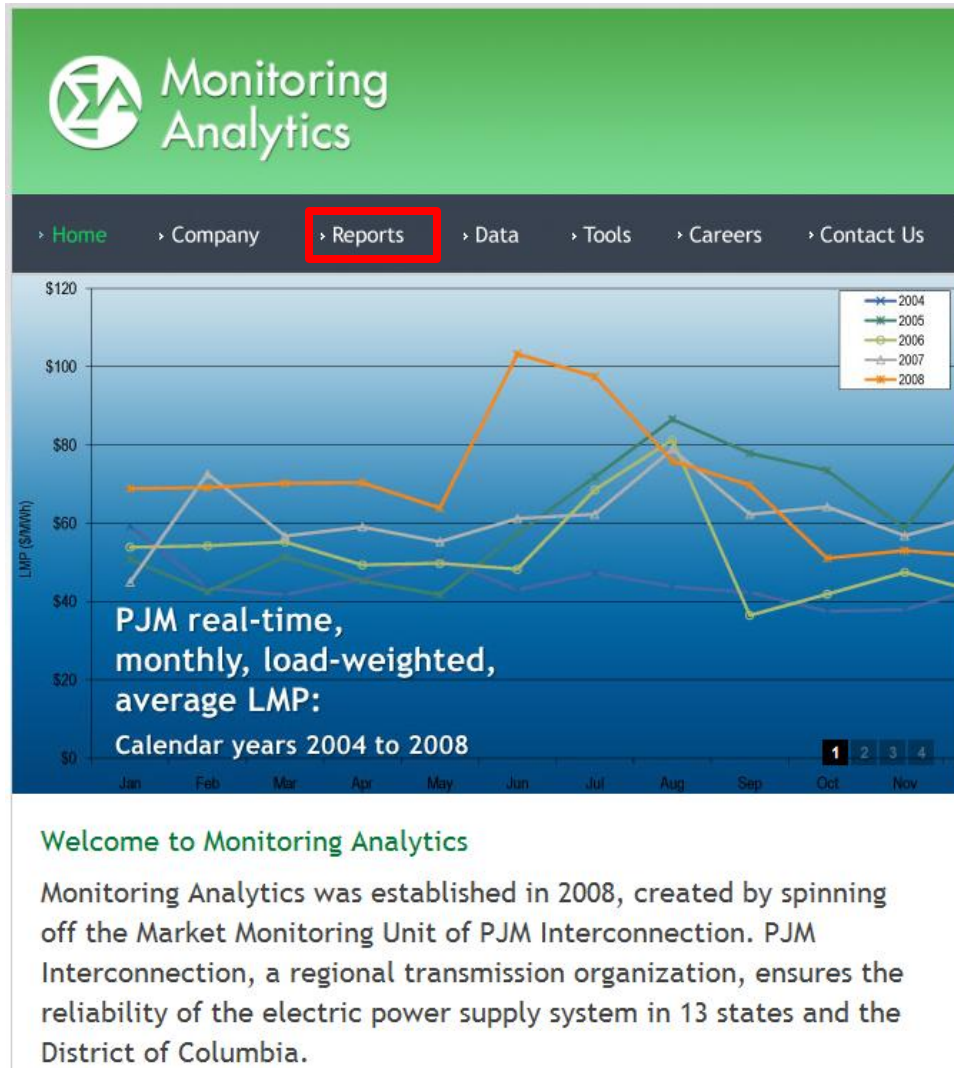 Monitoring
Analytics
Home Company Reports Data Tools Careers Contact Us
$120
2004
2005
2006
2007
2008
$100
$80
$60
LMP ($/MWh)
$40
PJM real-time,
monthly, load-weighted,
$20
average LMP:
Calendar years 2004 to 2008
$0
1 2 3 4
Jan Feb Mar Apr May Jun Jul Aug Sep Oct Nov
Welcome to Monitoring Analytics
Monitoring Analytics was established in 2008, created by spinning
off the Market Monitoring Unit of PJM Interconnection. PJM
Interconnection, a regional transmission organization, ensures the
reliability of the electric power supply system in 13 states and the
District of Columbia.